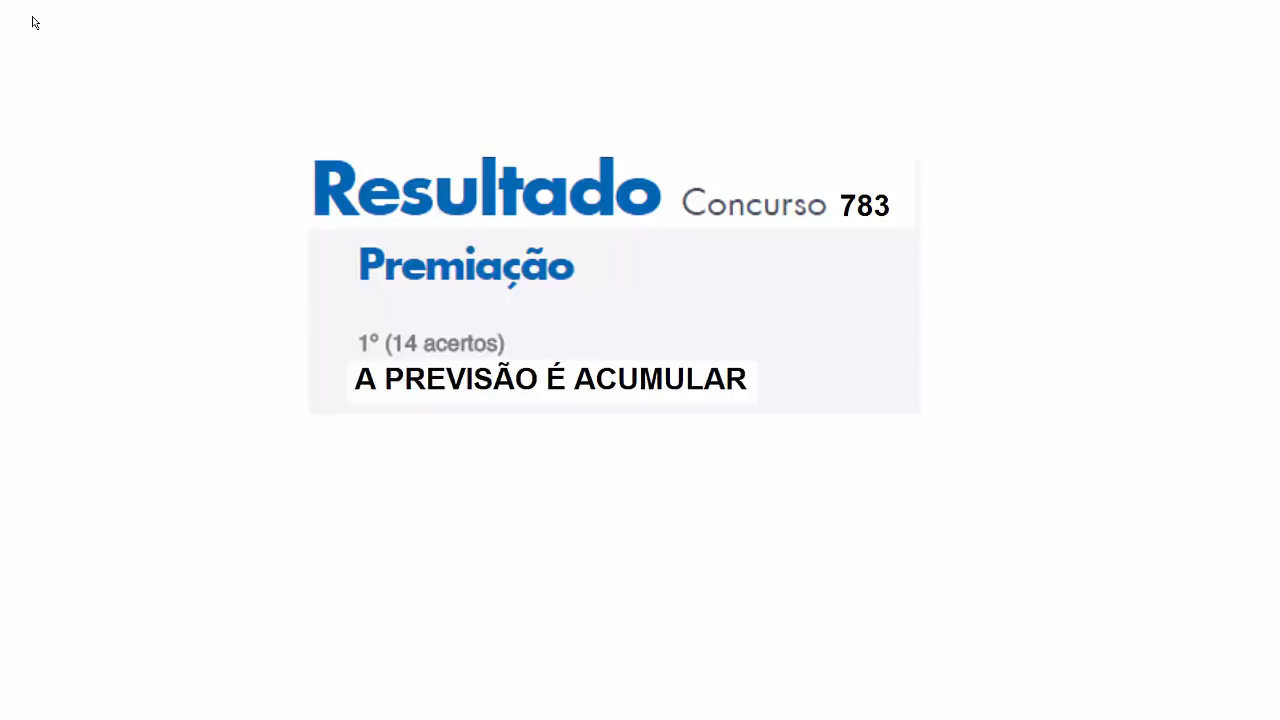 Resultado Concurso 783
Premiação
1º (14 acertos)
A PREVISÃO É ACUMULAR